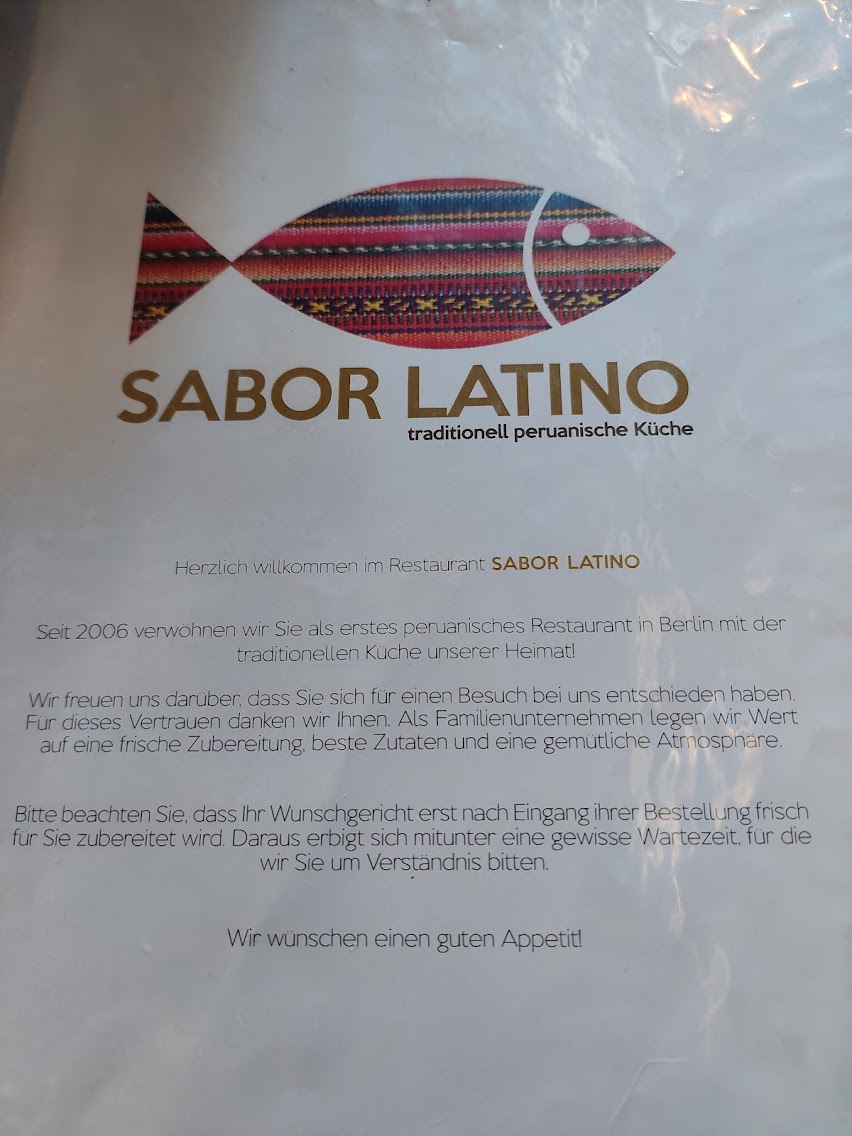 SABOR LATINO
traditionell peruanische Küche
Herzlich willkommen im Restaurant SABOR LATINO
Seit 2006 verwöhnen wir Sie als erstes peruanisches Restaurant in Berlin mit der
traditionellen Küche unserer Heimat!
Wir freuen uns darüber, dass Sie sich für einen Besuch bei uns entschieden haben.
Für dieses Vertrauen danken wir Ihnen. Als Familienunternehmen legen wir Wert
auf eine frische Zubereitung, beste Zutaten und eine gemütliche Atmosphäre.
Bitte beachten Sie, dass Ihr Wunschgericht erst nach Eingang ihrer Bestellung frisch
für Sie zubereitet wird. Daraus erbigt sich mitunter eine gewisse Wartezeit, für die
wir Sie um Verständnis bitten.
Wir wünschen einen guten Appetit!